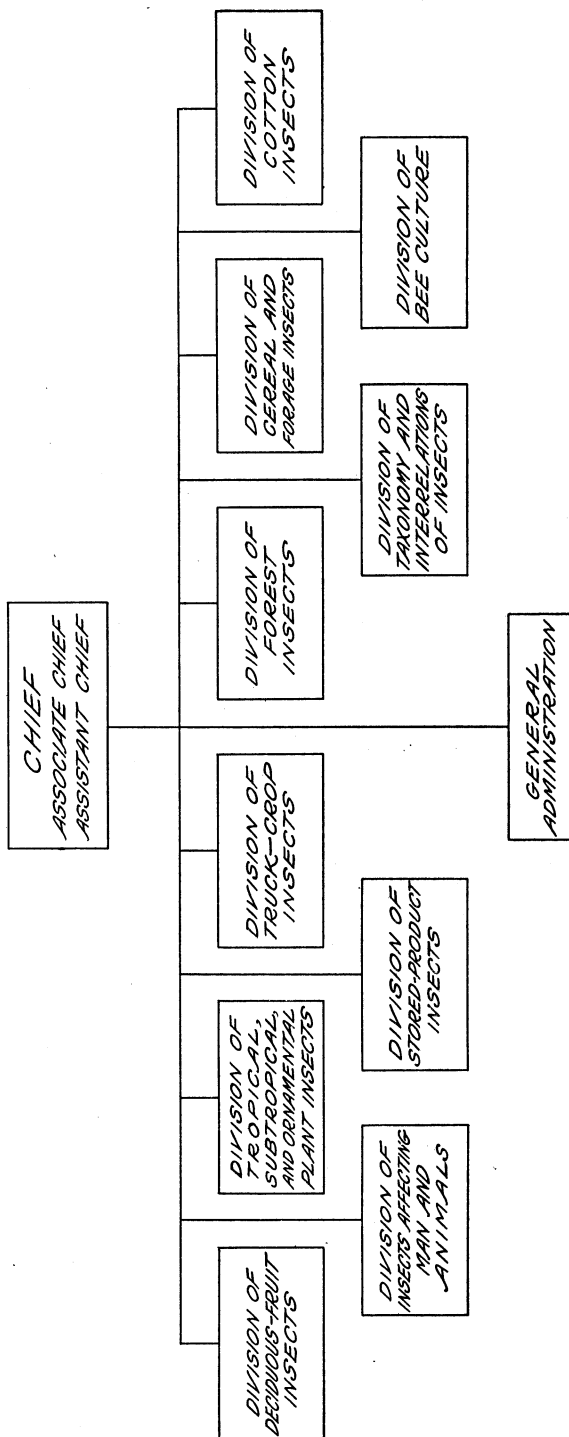 CHIEF
ASSOCIATE CHIEF
ASSISTANT CHIEF
DIVISION OF
DECIDUOUS-FRUIT
INSECTS
DIVISION OF
TROPICAL,
SUBTROPICAL,
AND ORNAMENTAL
PLANT INSECTS
DIVISION OF
TRUCK-CROP
INSECTS
DIVISION OF
FOREST
INSECTS
DIVISION OF
CEREAL AND
FORAGE INSECTS
DIVISION OF
COTTON
INSECTS
DIVISION OF
INSECTS AFFECTING
MAN AND
ANIMALS
DIVISION OF
STORED-PRODUCT
INSECTS
DIVISION OF
TAXONOMY AND
INTERRELATIONS
OF INSECTS
DIVISION OF
BEE CULTURE
GENERAL
ADMINISTRATION